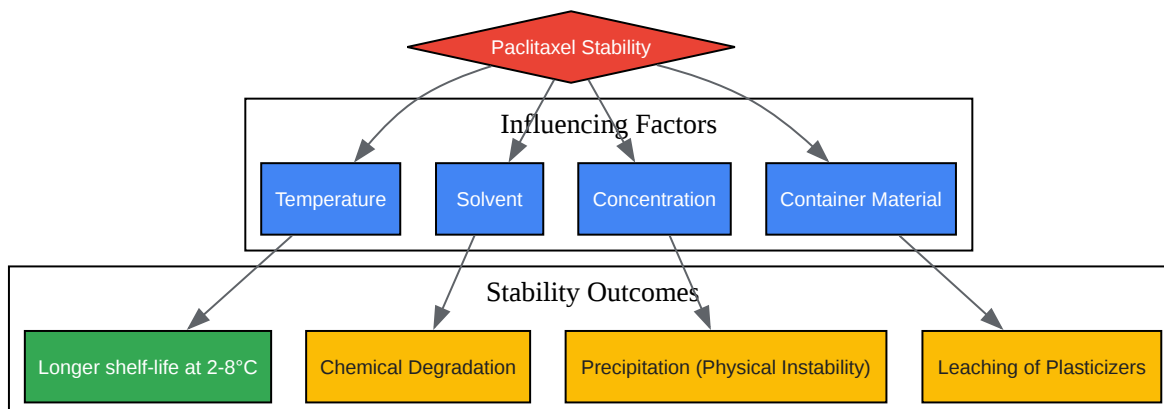 Paclitaxel Stability
Influencing Factors
Temperature
Solvent
Concentration
Container Material
Stability Outcomes
Longer shelf-life at 2-8°C
Chemical Degradation
Precipitation (Physical Instability)
Leaching of Plasticizers